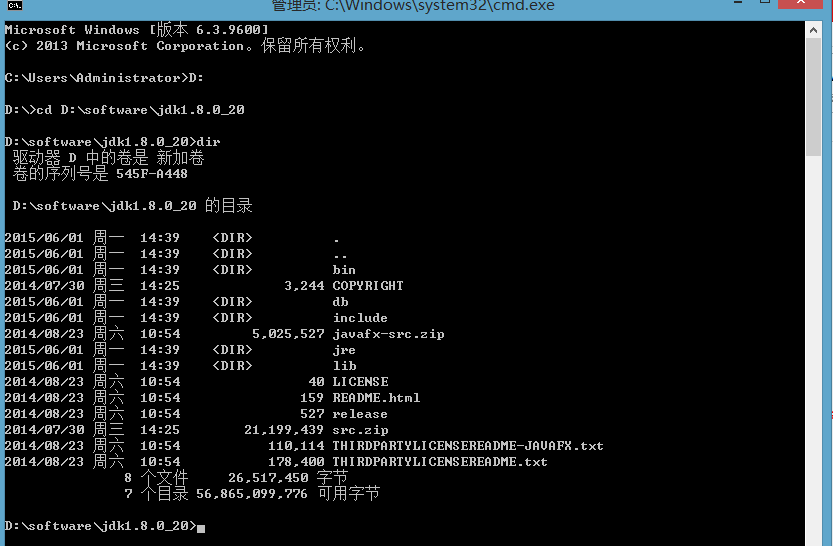 管理员: C:\Windows\system32\cmd.exe
Microsoft Windows [版本 6.3.9600]
(c) 2013 Microsoft Corporation。保留所有权利。
C:\Users\Administrator>D:
D:\>cd D:\software\jdk1.8.0_20
D:\software\jdk1.8.0_20>dir
驱动器 D 中的卷是 新加卷
卷的序列号是 545F-A448
D:\software\jdk1.8.0_20 的目录
2015/06/01 周一 14:39 <DIR> .
2015/06/01 周一 14:39 <DIR> ..
2015/06/01 周一 14:39 <DIR> bin
2014/07/30 周三 14:25 3,244 COPYRIGHT
2015/06/01 周一 14:39 <DIR> db
2015/06/01 周一 14:39 <DIR> include
2014/08/23 周六 10:54 5,025,527 javafx-src.zip
2015/06/01 周一 14:39 <DIR> jre
2015/06/01 周一 14:39 <DIR> lib
2014/08/23 周六 10:54 40 LICENSE
2014/08/23 周六 10:54 159 README.html
2014/08/23 周六 10:54 527 release
2014/07/30 周三 14:25 21,199,439 src.zip
2014/08/23 周六 10:54 110,114 THIRDPARTYLICENSEREADME-JAVAFX.txt
2014/08/23 周六 10:54 178,400 THIRDPARTYLICENSEREADME.txt
8 个文件 26,517,450 字节
7 个目录 56,865,099,776 可用字节
D:\software\jdk1.8.0_20>